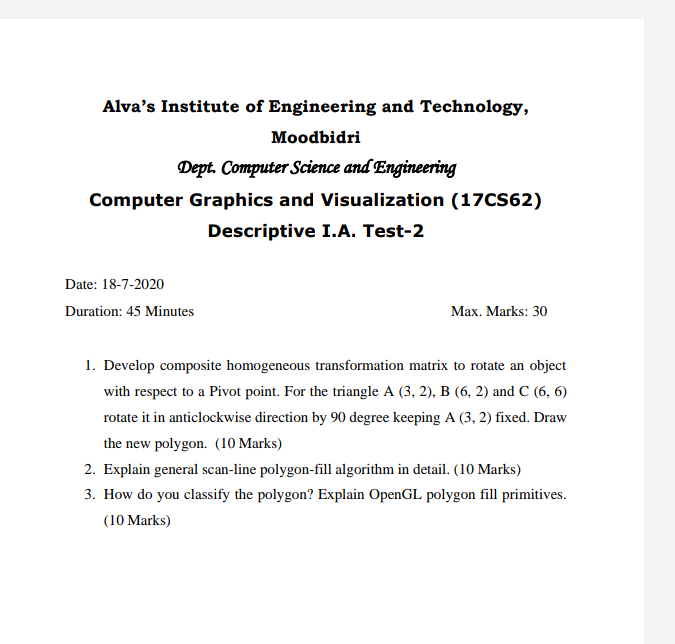 Alva’s Institute of Engineering and Technology,
Moodbidri
Dept. Computer Science and Engineering
Computer Graphics and Visualization (17CS62)
Descriptive I.A. Test-2
Date: 18-7-2020
Duration: 45 Minutes Max. Marks: 30
1. Develop composite homogeneous transformation matrix to rotate an object
with respect to a Pivot point. For the triangle A (3, 2), B (6, 2) and C (6, 6)
rotate it in anticlockwise direction by 90 degree keeping A (3, 2) fixed. Draw
the new polygon. (10 Marks)
2. Explain general scan-line polygon-fill algorithm in detail. (10 Marks)
3. How do you classify the polygon? Explain OpenGL polygon fill primitives.
(10 Marks)